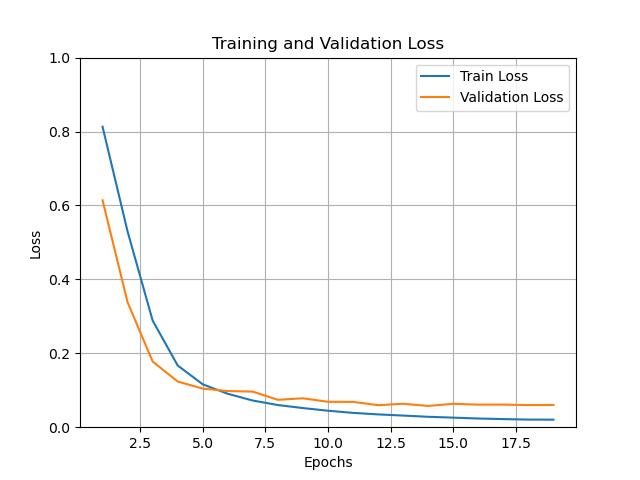 Training and Validation Loss
1.0
0.8
0.6
0.4
0.2
0.0
Loss
Train Loss
Validation Loss
2.5 5.0 7.5 10.0 12.5 15.0 17.5
Epochs